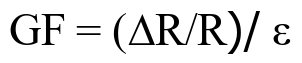 GF = (ΔR/R)/ ε